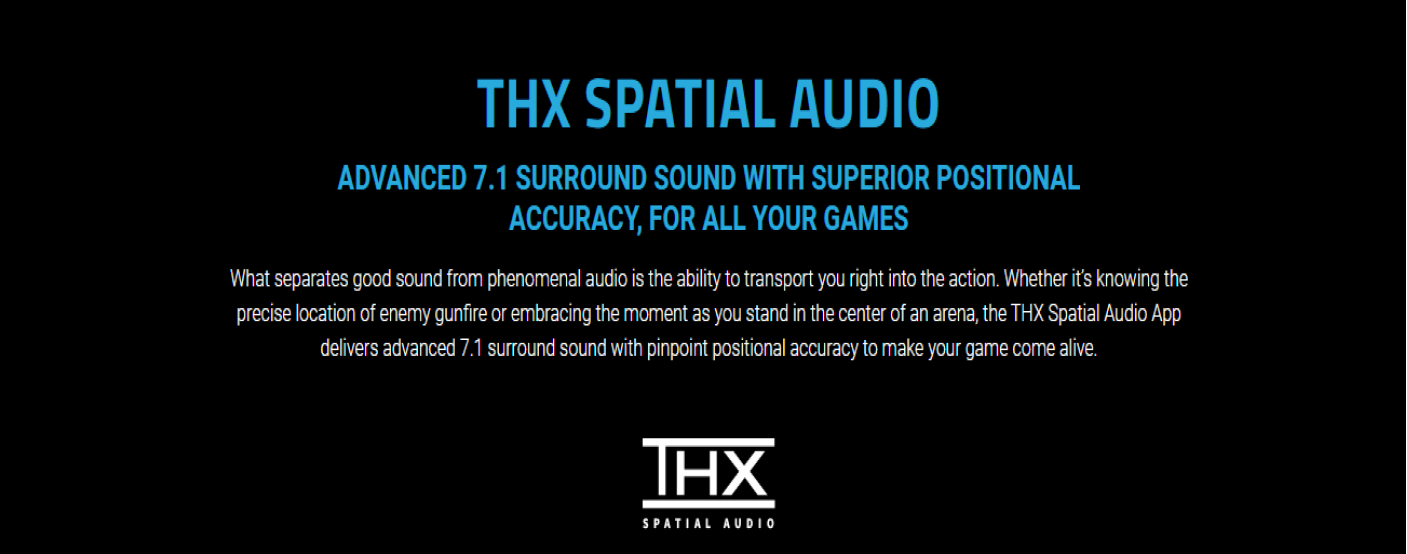 THX SPATIAL AUDIO
ADVANCED 7.1 SURROUND SOUND WITH SUPERIOR POSITIONAL
ACCURACY, FOR ALL YOUR GAMES
What separates good sound from phenomenal audio is the ability to transport you right into the action. Whether it's knowing the
precise location of enemy gunfire or embracing the moment as you stand in the center of an arena, the THX Spatial Audio App
delivers advanced 7.1 surround sound with pinpoint positional accuracy to make your game come alive.
THX
SPATIAL AUDIO